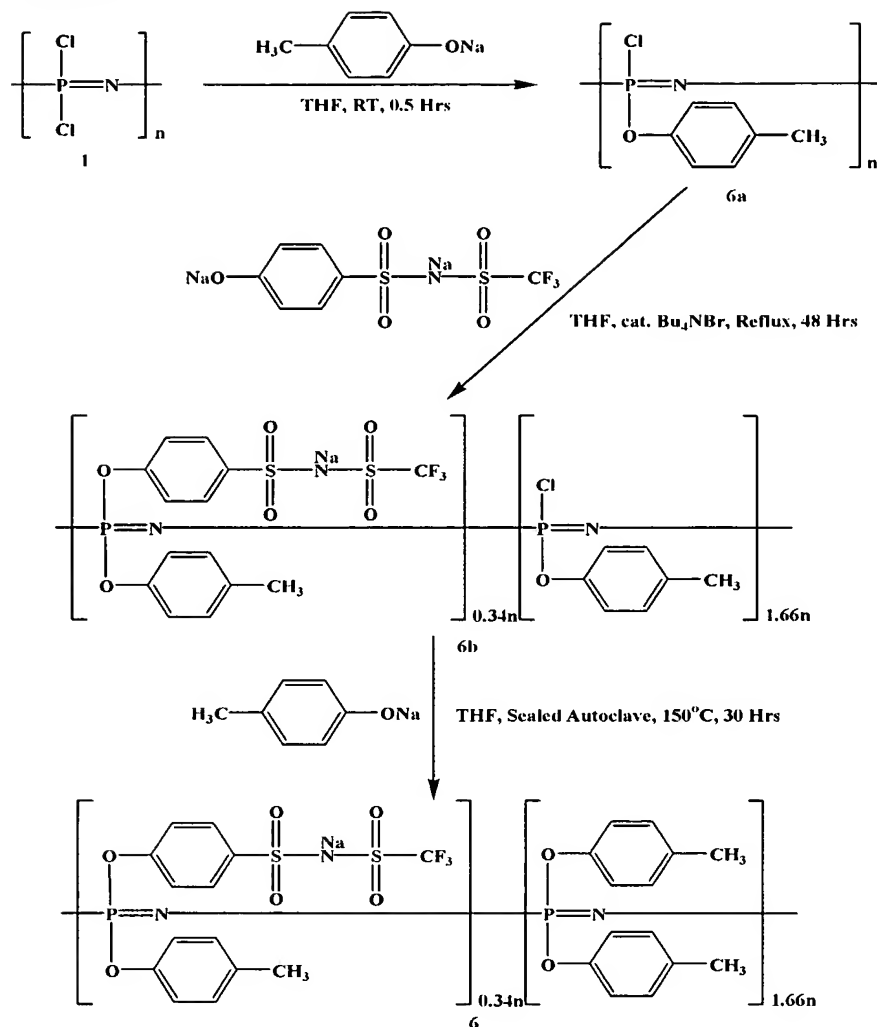 Cl
P=N
Cl
n
1
H₃C ONa
THF, RT, 0.5 Hrs
Cl
P=N
O CH₃
n
6a
O O
NaO S Na N S CF₃
O O
THF, cat. Bu₄NBr, Reflux, 48 Hrs
O O
O S Na N S CF₃
O O
P=N
O CH₃
0.34n
Cl
P=N
O CH₃
1.66n
6b
H₃C ONa
THF, Sealed Autoclave, 150°C, 30 Hrs
O O
O S Na N S CF₃
O O
P=N
O CH₃
0.34n
O CH₃
P=N
O CH₃
1.66n
6